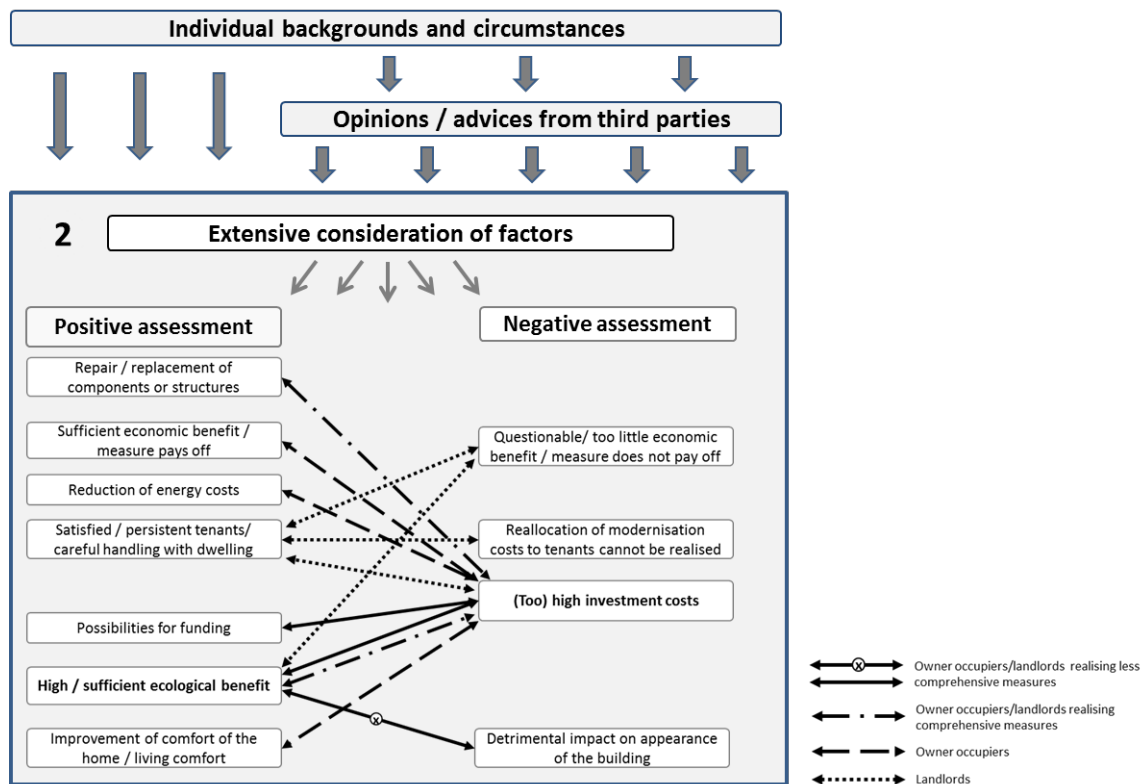 Individual backgrounds and circumstances
Opinions / advices from third parties
2
Extensive consideration of factors
Positive assessment
Negative assessment
Repair / replacement of
components or structures
Sufficient economic benefit /
measure pays off
Questionable/ too little economic
benefit / measure does not pay off
Reduction of energy costs
Satisfied / persistent tenants/
careful handling with dwelling
Reallocation of modernisation
costs to tenants cannot be realised
(Too) high investment costs
Possibilities for funding
High / sufficient ecological benefit
x
Improvement of comfort of the
home / living comfort
Detrimental impact on appearance
of the building
x
Owner occupiers/landlords realising less
comprehensive measures
Owner occupiers/landlords realising
comprehensive measures
Owner occupiers
Landlords